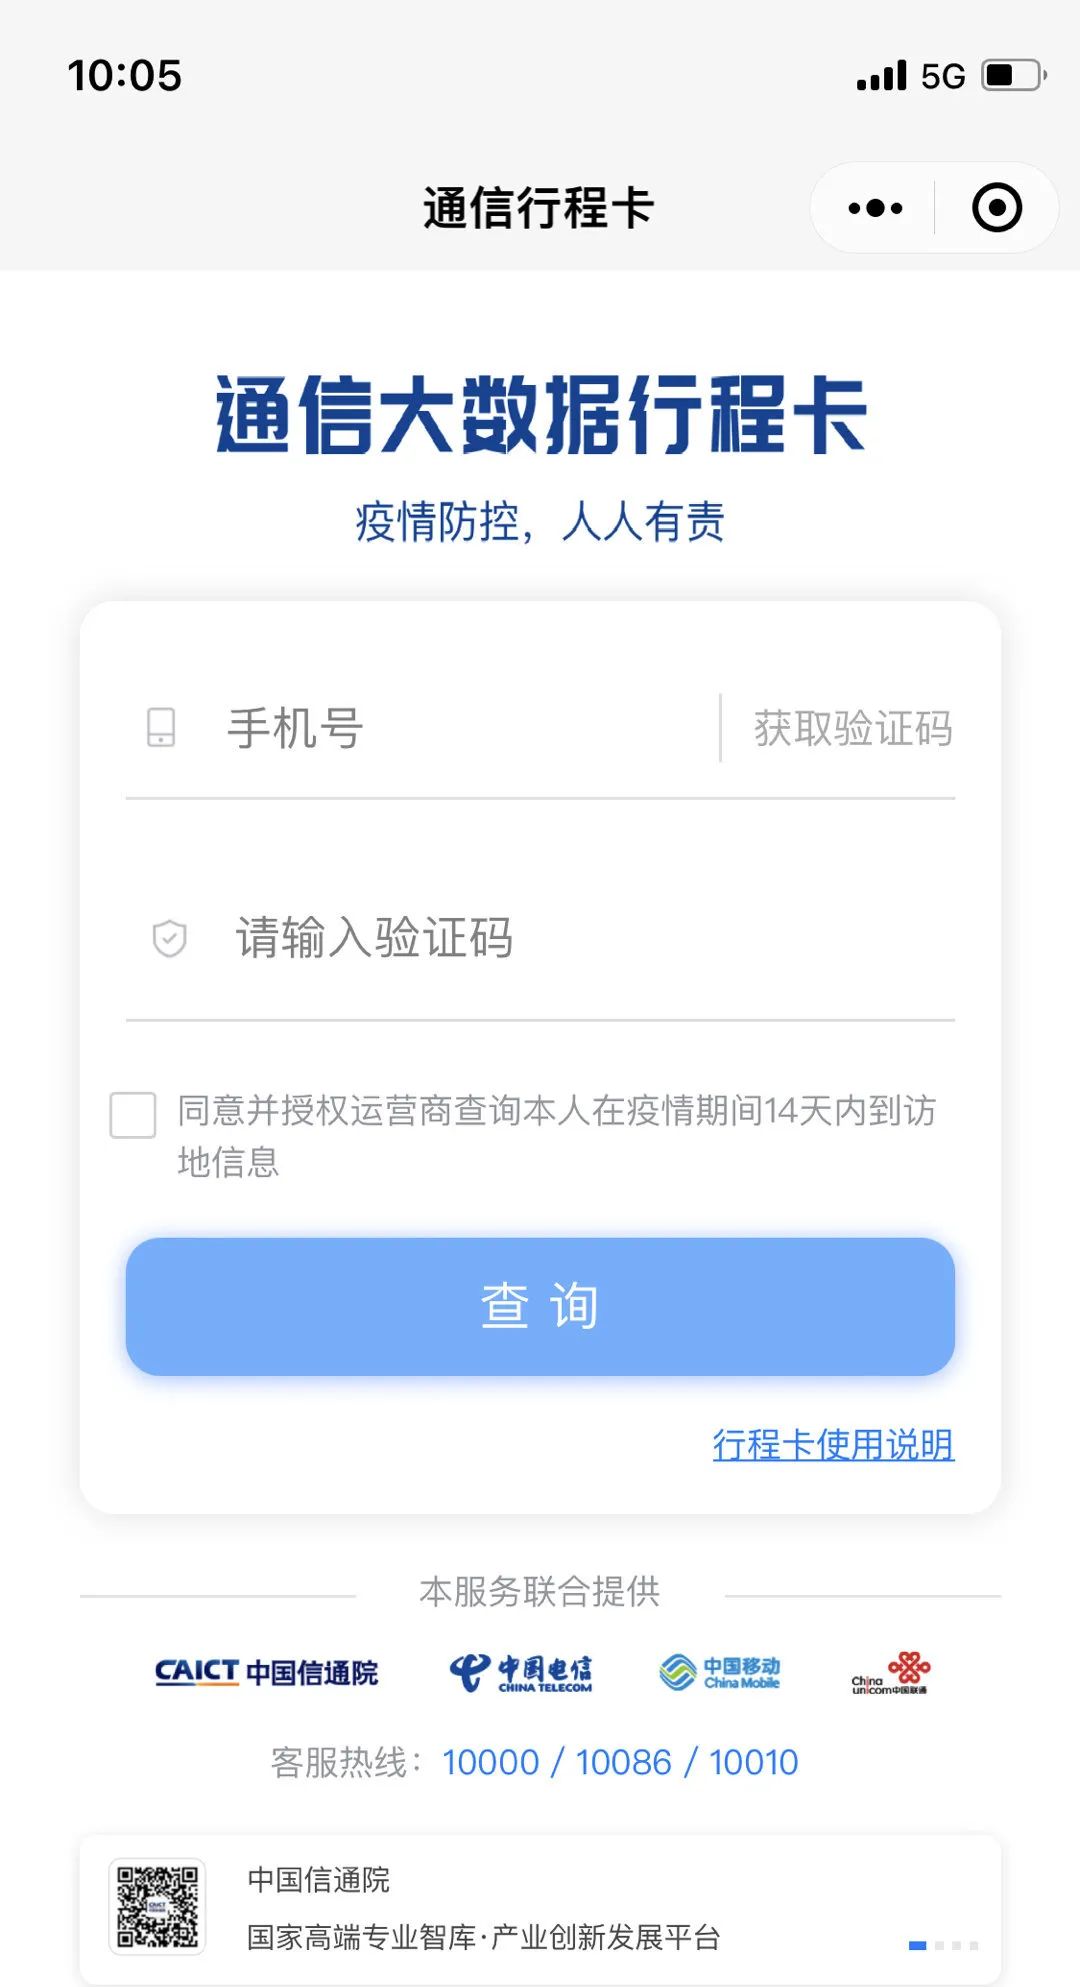 10:05
5G
通信行程卡
通信大数据行程卡
疫情防控，人人有责
手机号
获取验证码
请输入验证码
同意并授权运营商查询本人在疫情期间14天内到访
地信息
查 询
行程卡使用说明
本服务联合提供
CAICT 中国信通院
中国电信
CHINA TELECOM
中国移动
China Mobile
China
unicom中国联通
客服热线：10000 / 10086 / 10010
中国信通院
国家高端专业智库·产业创新发展平台